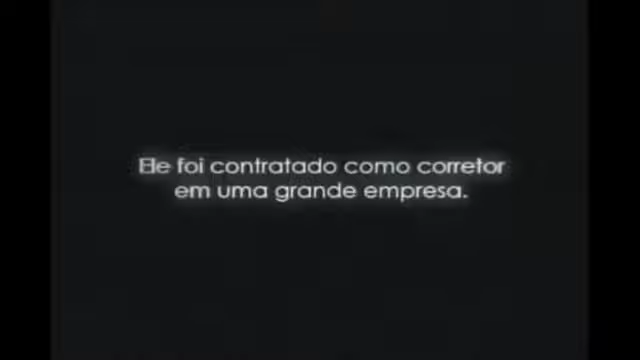 Ele foi contratado como corretor
em uma grande empresa.